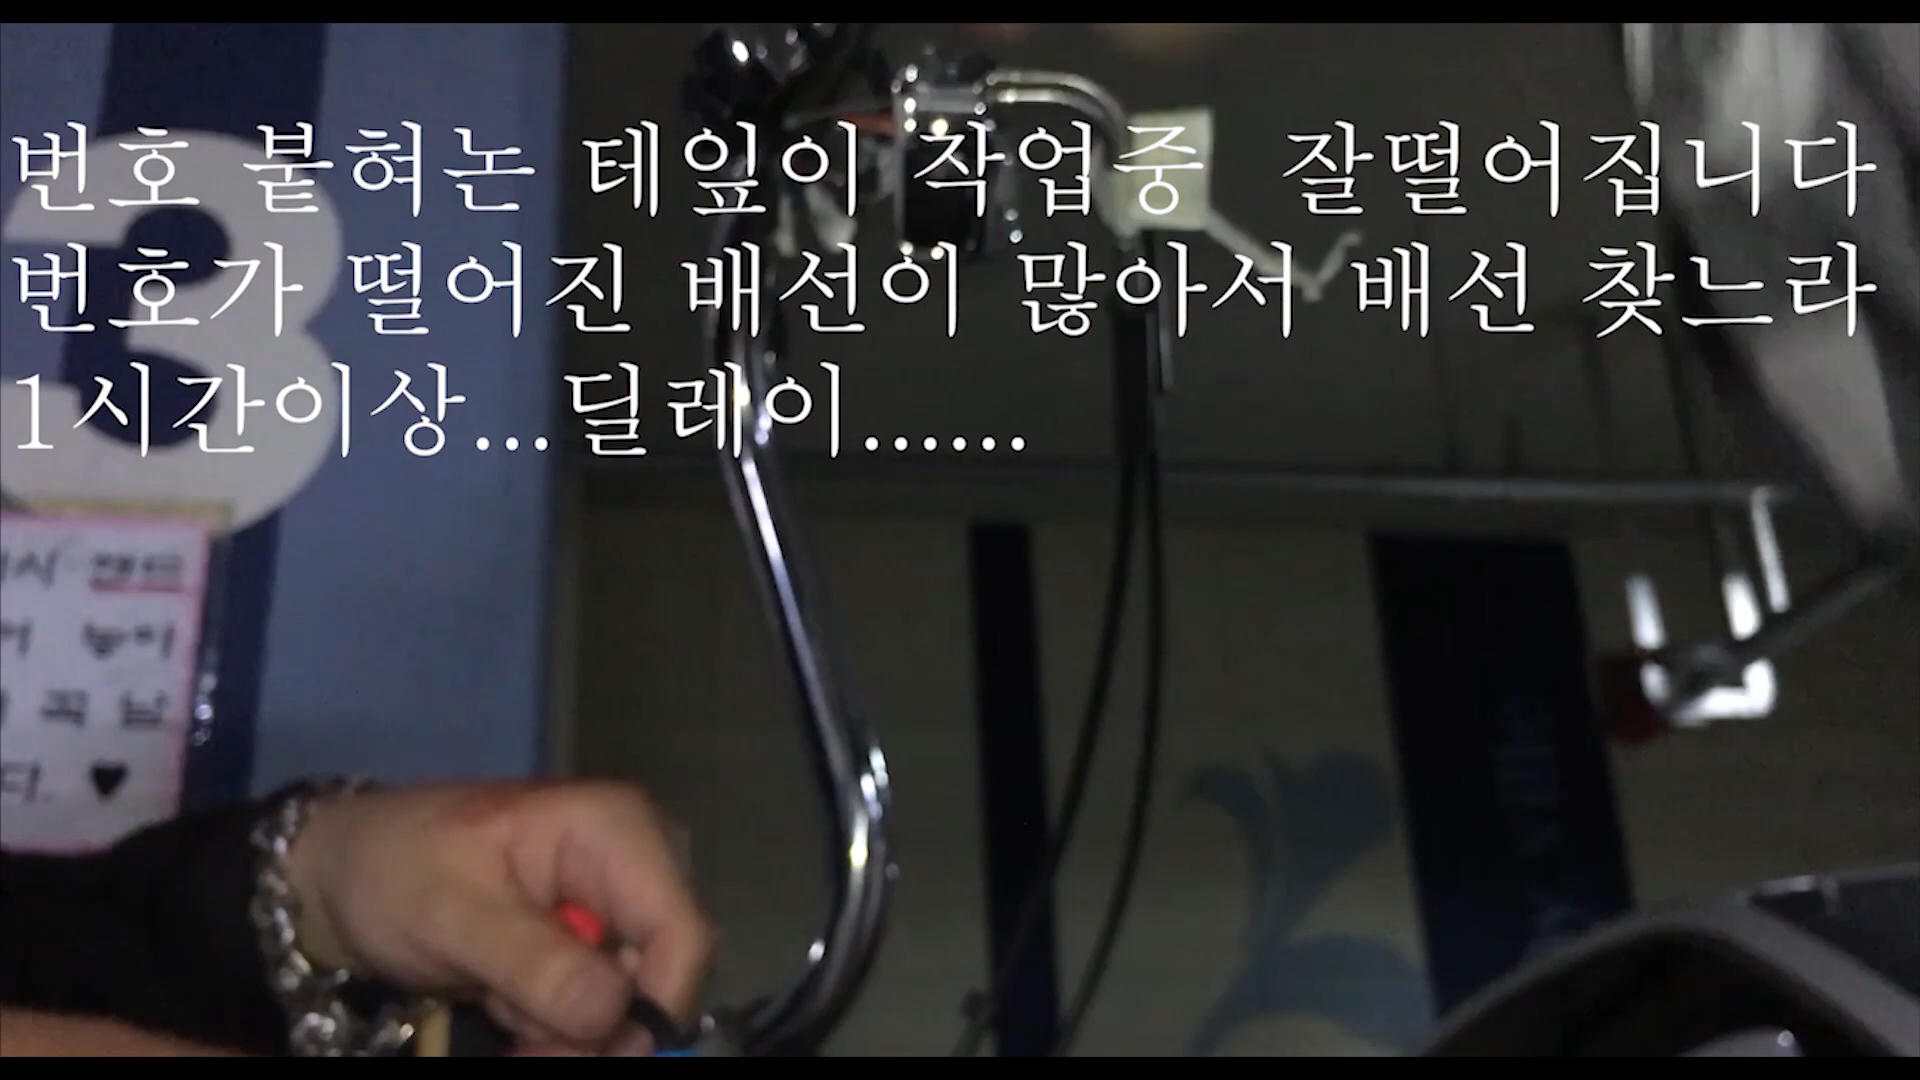 번호 붙혀논 테잎이 작업중 잘떨어집니다
번호가 떨어진 배선이 많아서 배선 찾느라
1시간이상...딜레이......
3
다. ♥